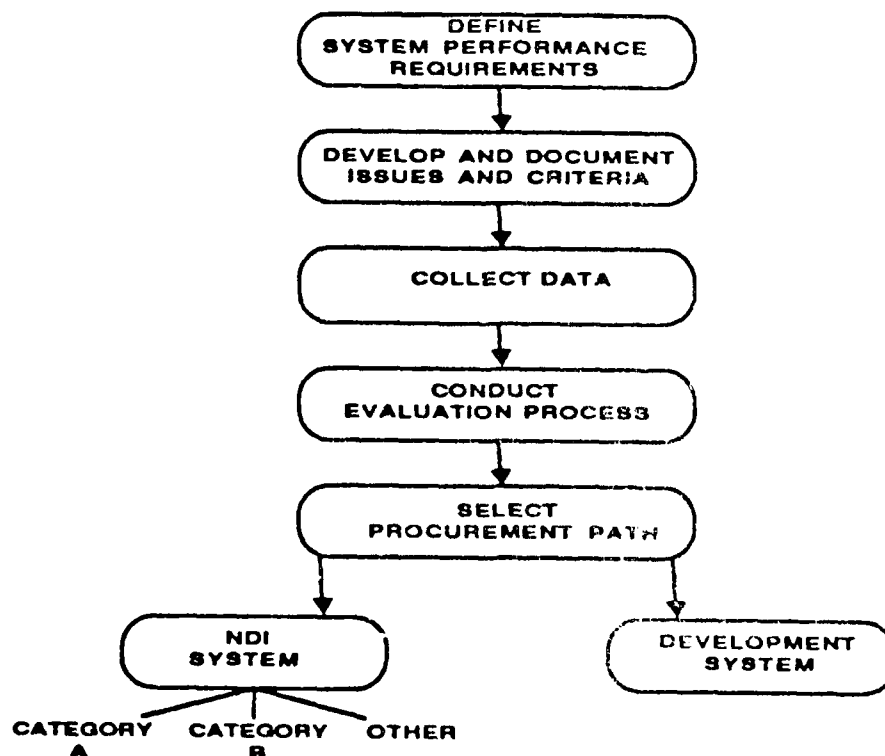 DEFINE
SYSTEM PERFORMANCE
REQUIREMENTS
DEVELOP AND DOCUMENT
ISSUES AND CRITERIA
COLLECT DATA
CONDUCT
EVALUATION PROCESS
SELECT
PROCUREMENT PATH
NDI
SYSTEM
DEVELOPMENT
SYSTEM
CATEGORY
A
CATEGORY
B
OTHER